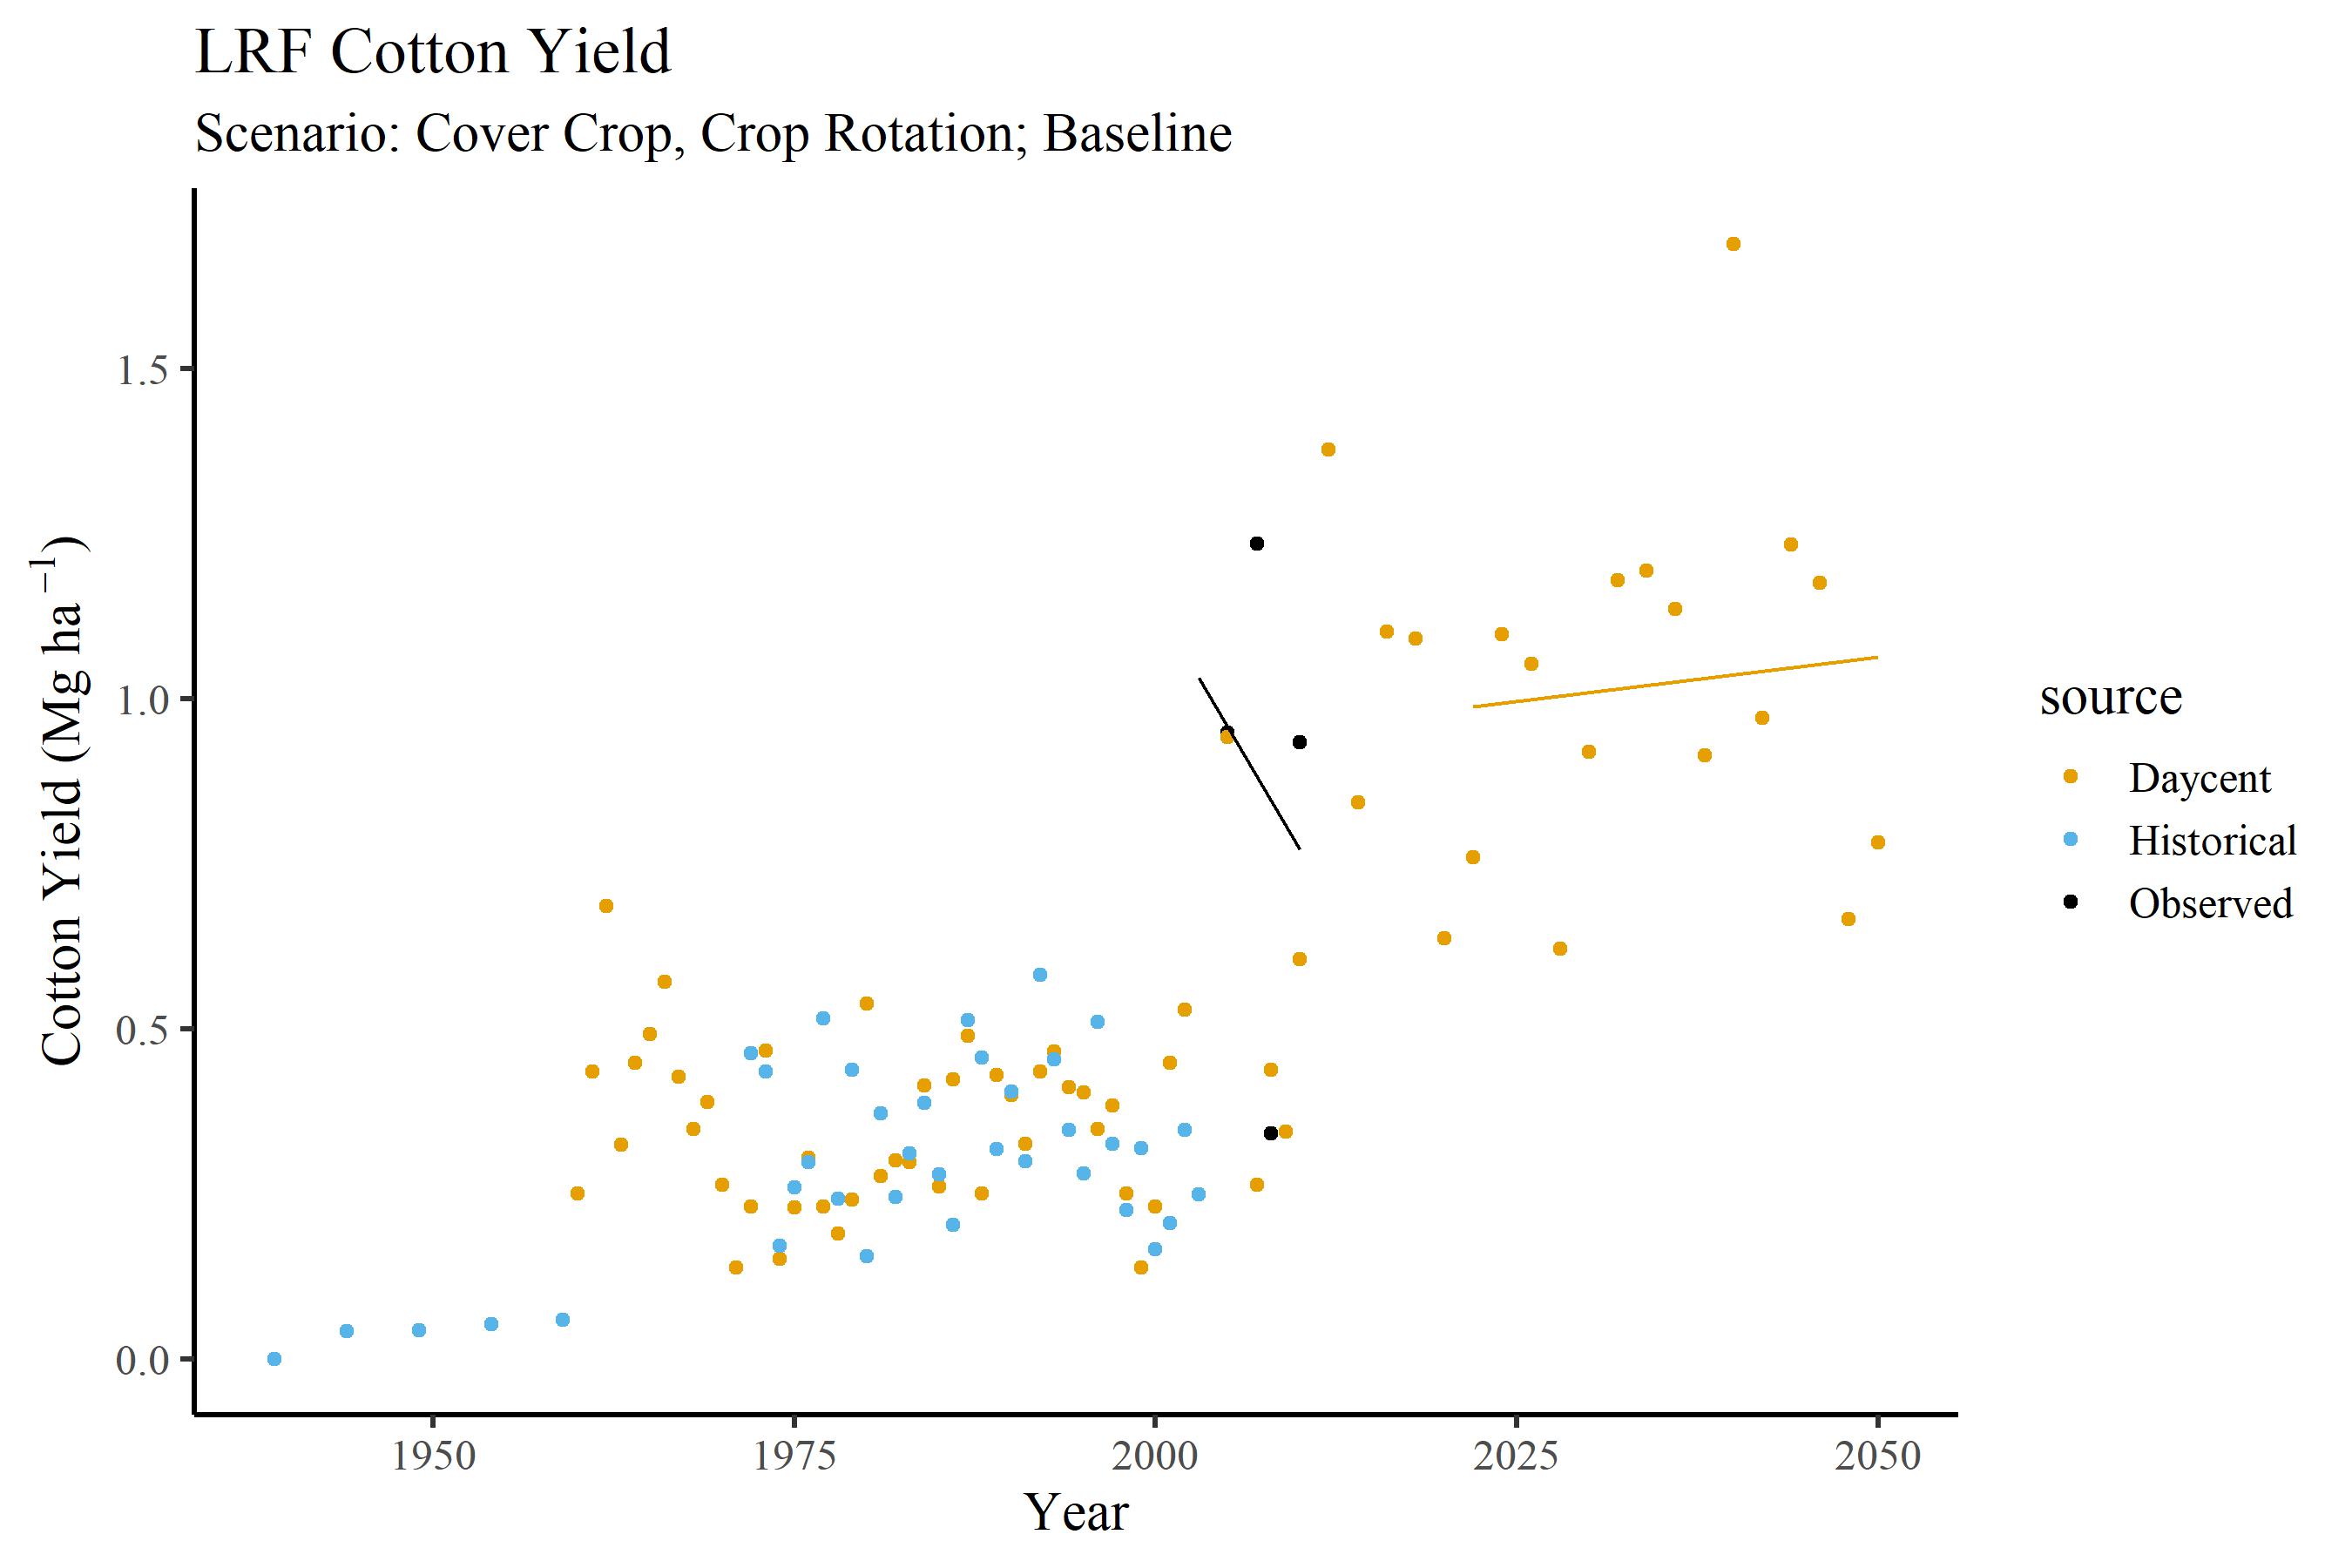 LRF Cotton Yield
Scenario: Cover Crop, Crop Rotation; Baseline
Cotton Yield (Mg ha⁻¹)
1.5
1.0
0.5
0.0
1950
1975
2000
2025
2050
Year
source
Daycent
Historical
Observed